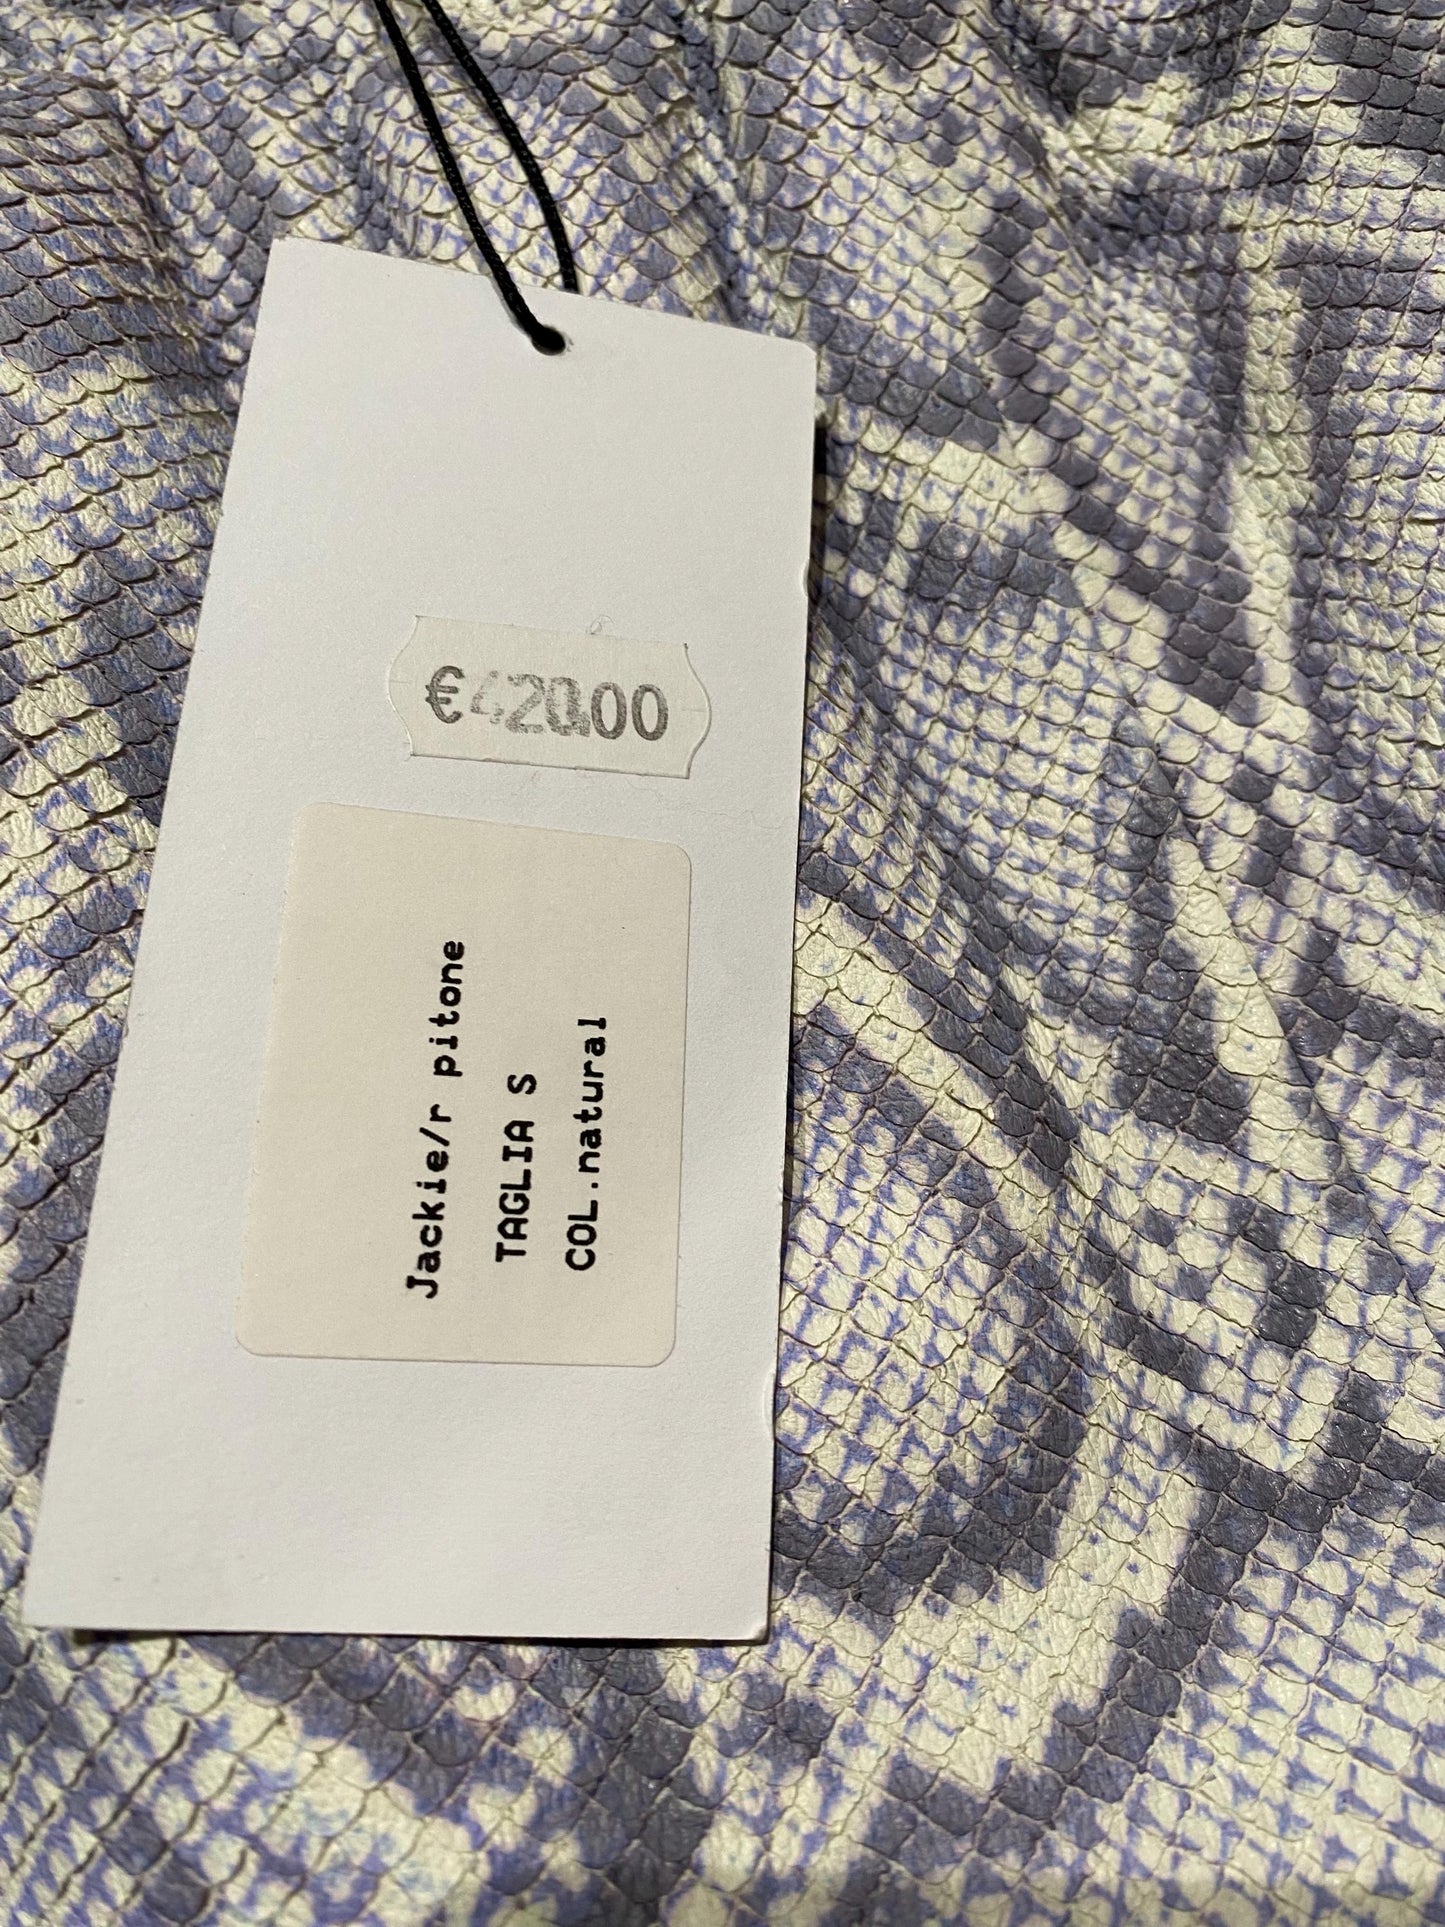 €420.00
Jackie/r pitone
TAGLIA S
COL.natural